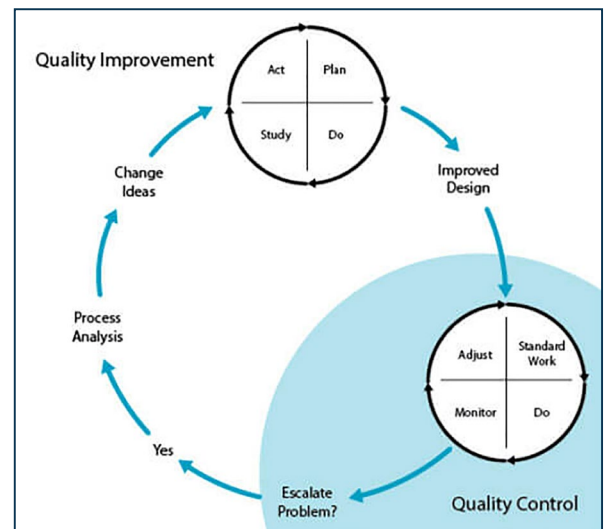 Quality Improvement
Act
Plan
Study
Do
Change
Ideas
Improved
Design
Process
Analysis
Adjust
Standard
Work
Monitor
Do
Yes
Escalate
Problem?
Quality Control